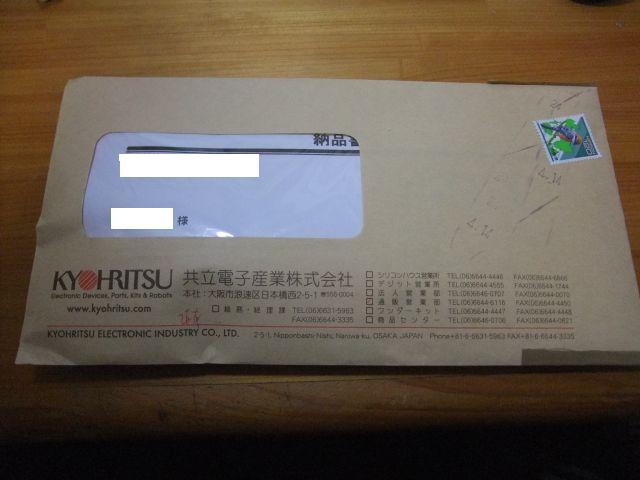 納品書
様
KYOHRITSU
Electronic Devices, Parts, Kits & Robots
www.kyohritsu.com
共立電子産業株式会社
本社:大阪市浪速区日本橋西2-5-1 〒556-0004
総務・経理課 TEL(06)6631-5963
FAX(06)6644-3335
シリコンハウス営業所 TEL(06)6644-4446 FAX(06)6644-6666
デジット営業所 TEL(06)6644-4555 FAX(06)6644-1744
法人営業部 TEL(06)6646-0707 FAX(06)6644-0070
通販営業部 TEL(06)6644-6116 FAX(06)6644-4450
ワンダーキット TEL(06)6644-4447 FAX(06)6644-4448
商品センター TEL(06)6646-0706 FAX(06)6644-0821
KYOHRITSU ELECTRONIC INDUSTRY CO., LTD.
2-5-1, Nipponbashi-Nishi, Naniwa-ku, OSAKA JAPAN Phone+81-6-6631-5963 FAX+81-6-6644-3335
4.14